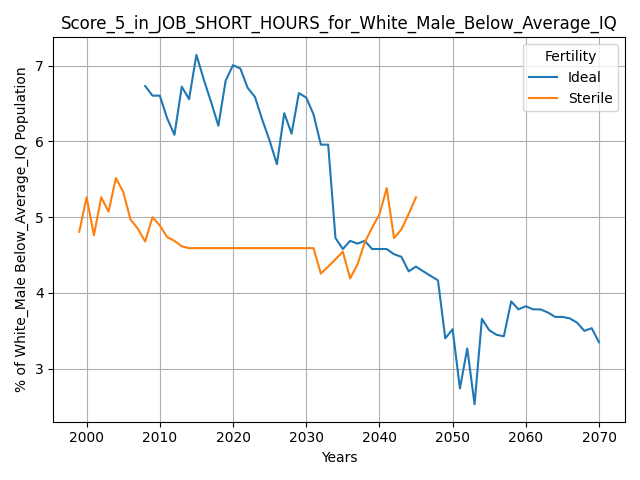 Score_5_in_JOB_SHORT_HOURS_for_White_Male_Below_Average_IQ
Fertility
Ideal
Sterile
% of White_Male Below_Average_IQ Population
7
6
5
4
3
2000 2010 2020 2030 2040 2050 2060 2070
Years